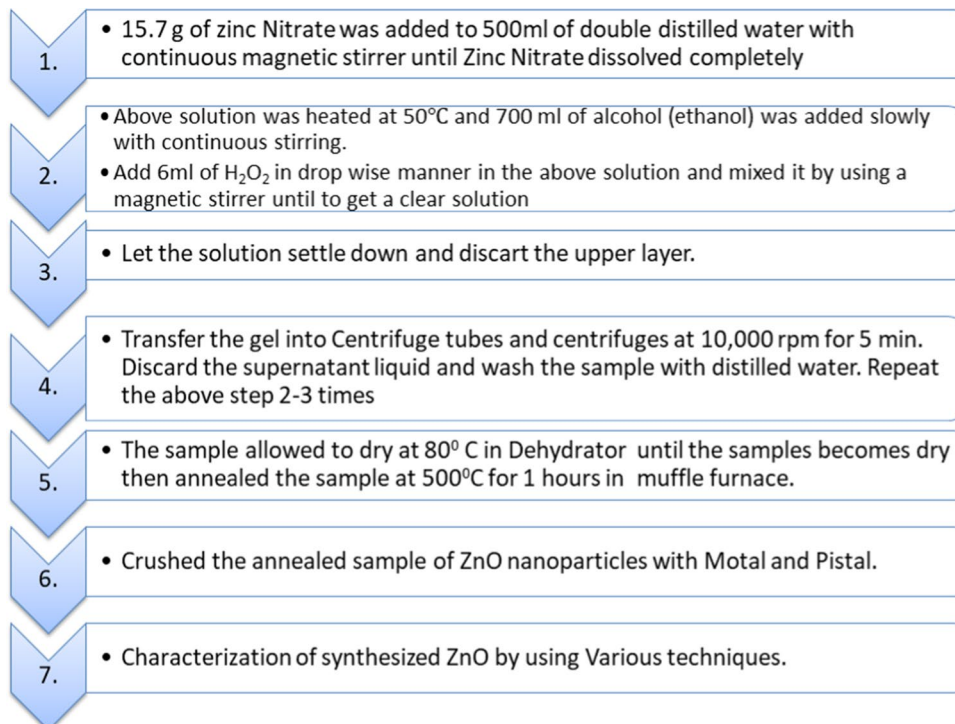 1.
• 15.7 g of zinc Nitrate was added to 500ml of double distilled water with
continuous magnetic stirrer until Zinc Nitrate dissolved completely
2.
• Above solution was heated at 50°C and 700 ml of alcohol (ethanol) was added slowly
with continuous stirring.
• Add 6ml of H₂O₂ in drop wise manner in the above solution and mixed it by using a
magnetic stirrer until to get a clear solution
3.
• Let the solution settle down and discart the upper layer.
4.
• Transfer the gel into Centrifuge tubes and centrifuges at 10,000 rpm for 5 min.
Discard the supernatant liquid and wash the sample with distilled water. Repeat
the above step 2-3 times
5.
• The sample allowed to dry at 80⁰ C in Dehydrator until the samples becomes dry
then annealed the sample at 500⁰C for 1 hours in muffle furnace.
6.
• Crushed the annealed sample of ZnO nanoparticles with Motal and Pistal.
7.
• Characterization of synthesized ZnO by using Various techniques.